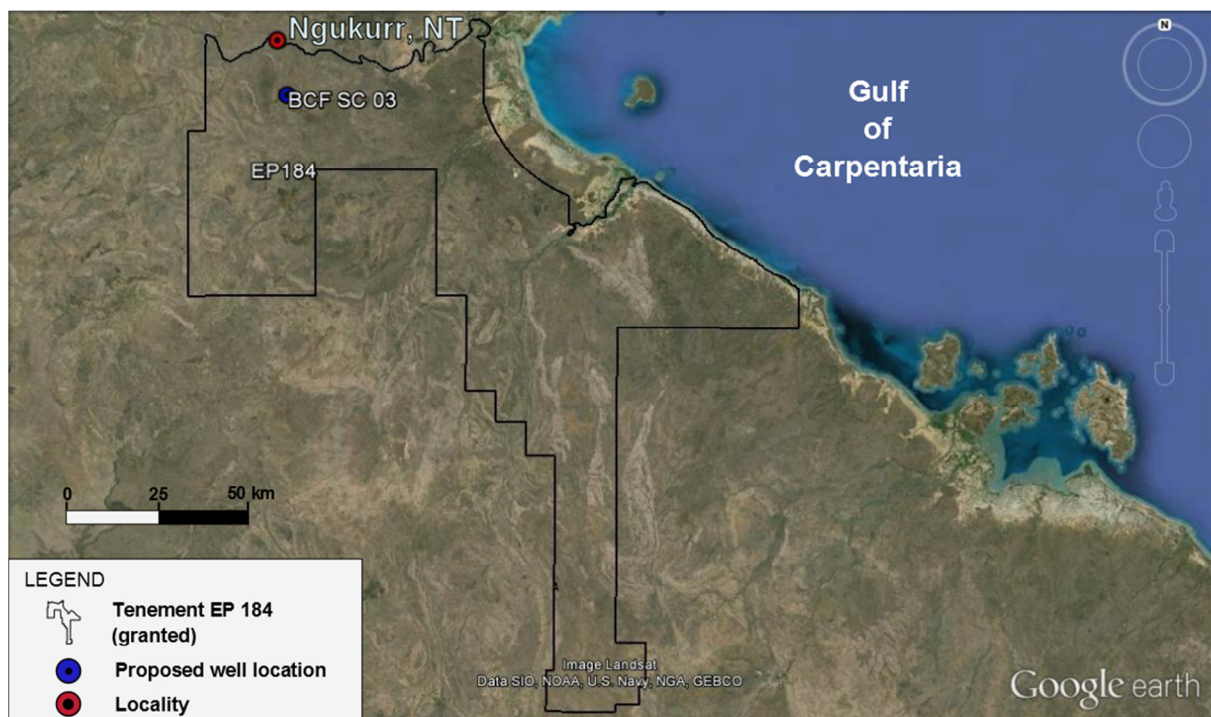 Ngukurr, NT
BCF SC 03
EP184
Gulf
of
Carpentaria
N
0 25 50 km
LEGEND
Tenement EP 184
(granted)
Proposed well location
Locality
Image Landsat
Data SIO, NOAA, U.S. Navy, NGA, GEBCO
Google earth